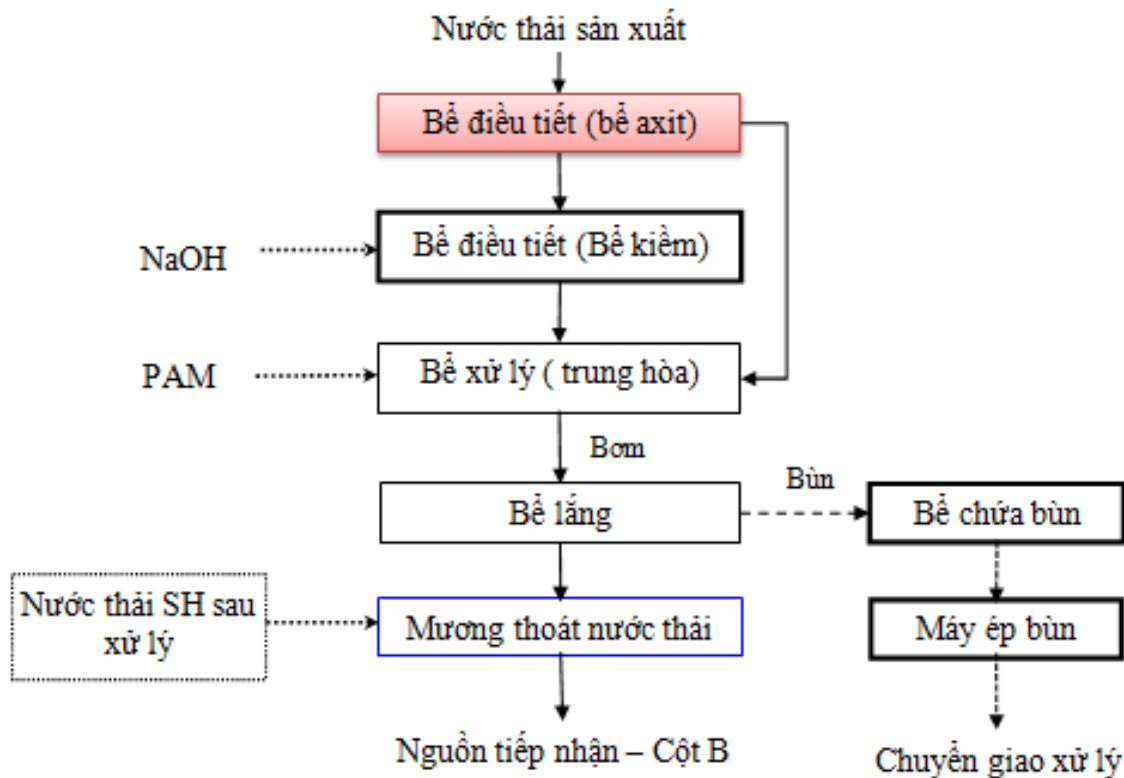 Nước thải sản xuất
Bể điều tiết (bể axit)
Bể điều tiết (Bể kiềm)
NaOH
Bể xử lý ( trung hòa)
PAM
Bơm
Bùn
Bể lắng
Bể chứa bùn
Nước thải SH sau
xử lý
Mương thoát nước thải
Máy ép bùn
Nguồn tiếp nhận – Cột B
Chuyển giao xử lý